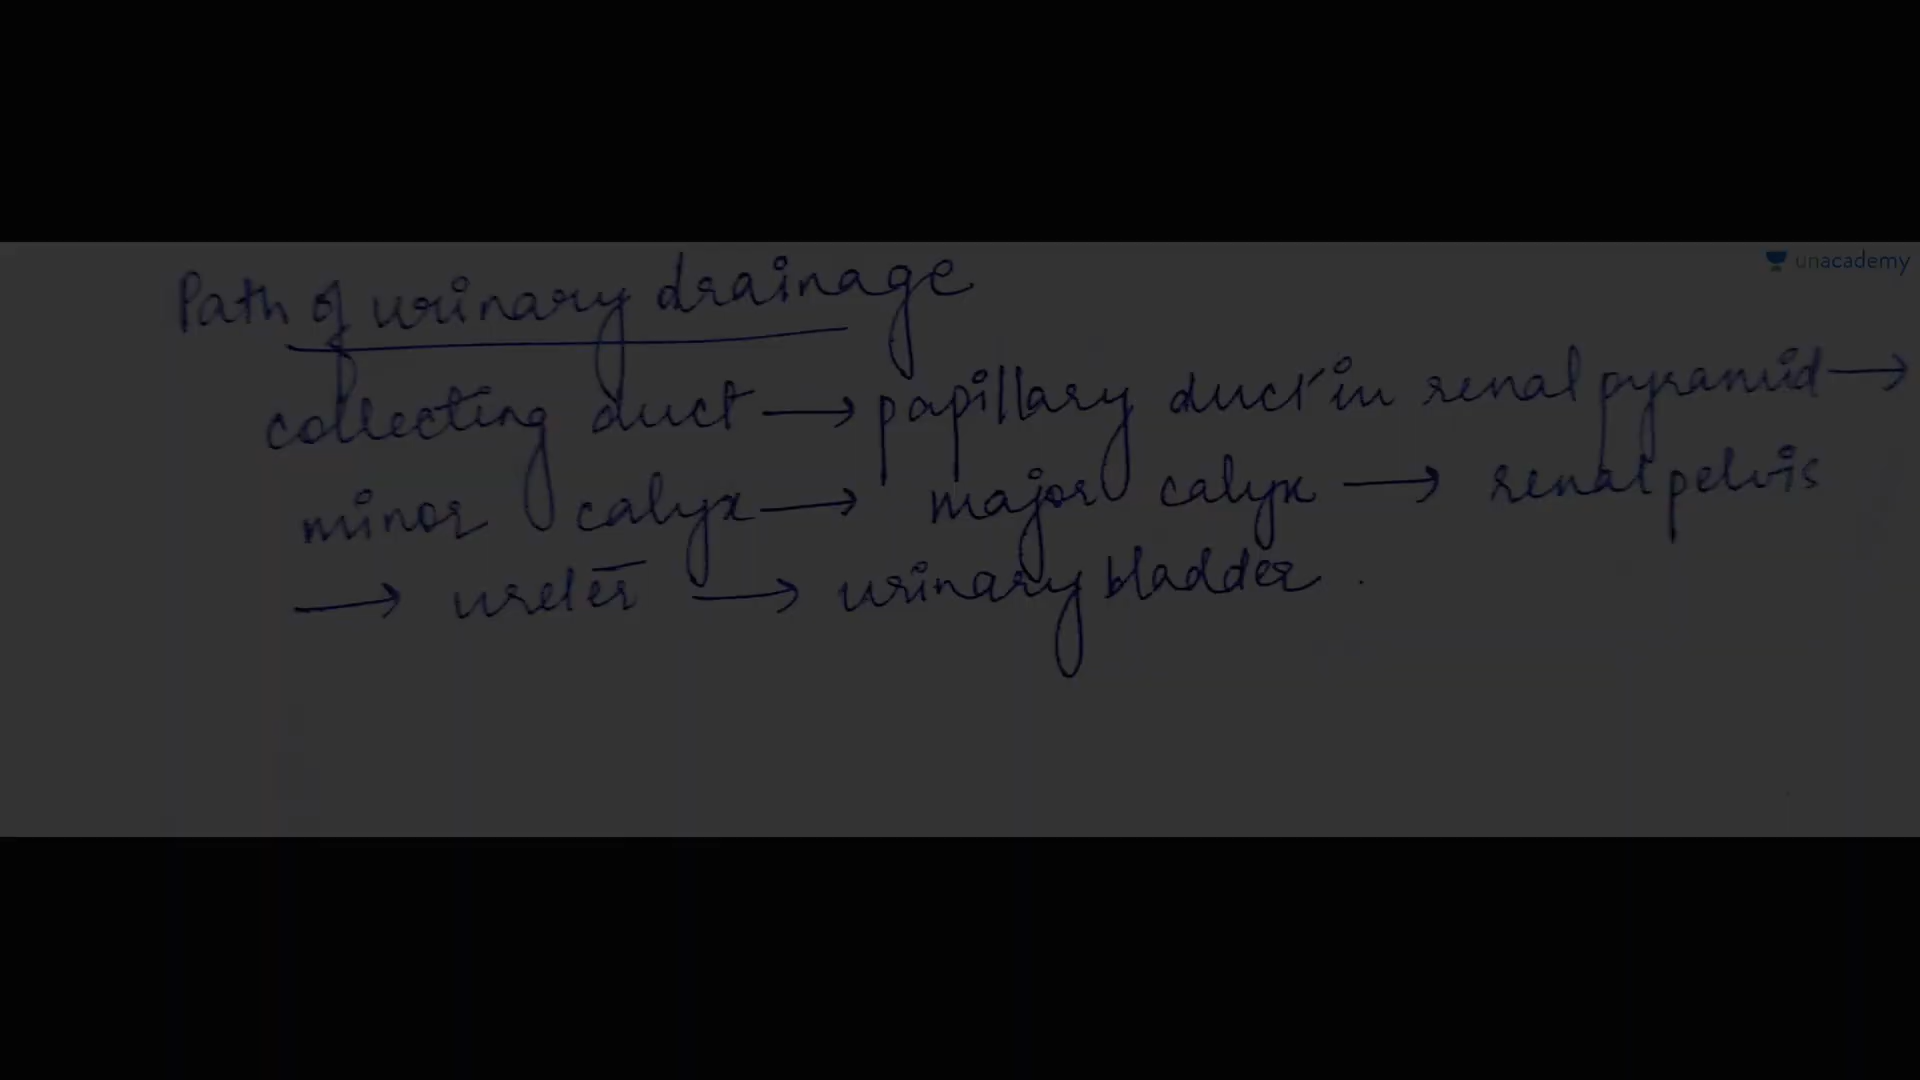 unacademy
Path of urinary drainage
collecting duct → papillary duct in renal pyramid →
minor calyx → major calyx → renal pelvis
→ ureter → urinary bladder .